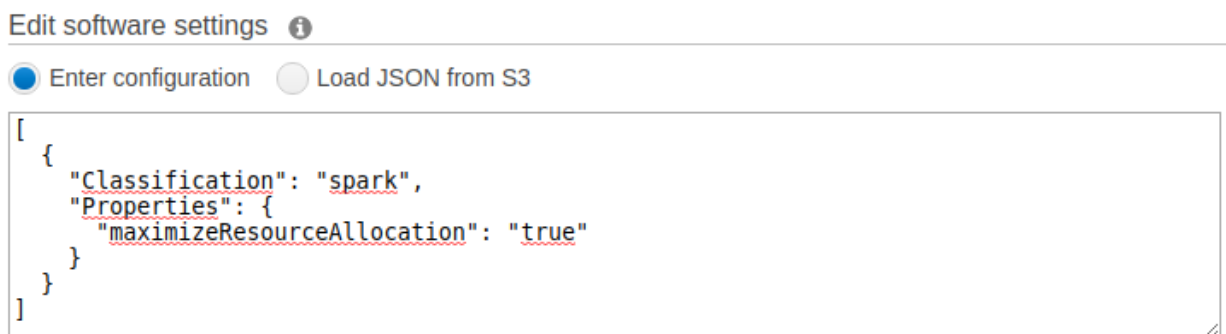 Edit software settings
Enter configuration Load JSON from S3
[
  {
    "Classification": "spark",
    "Properties": {
      "maximizeResourceAllocation": "true"
    }
  }
]